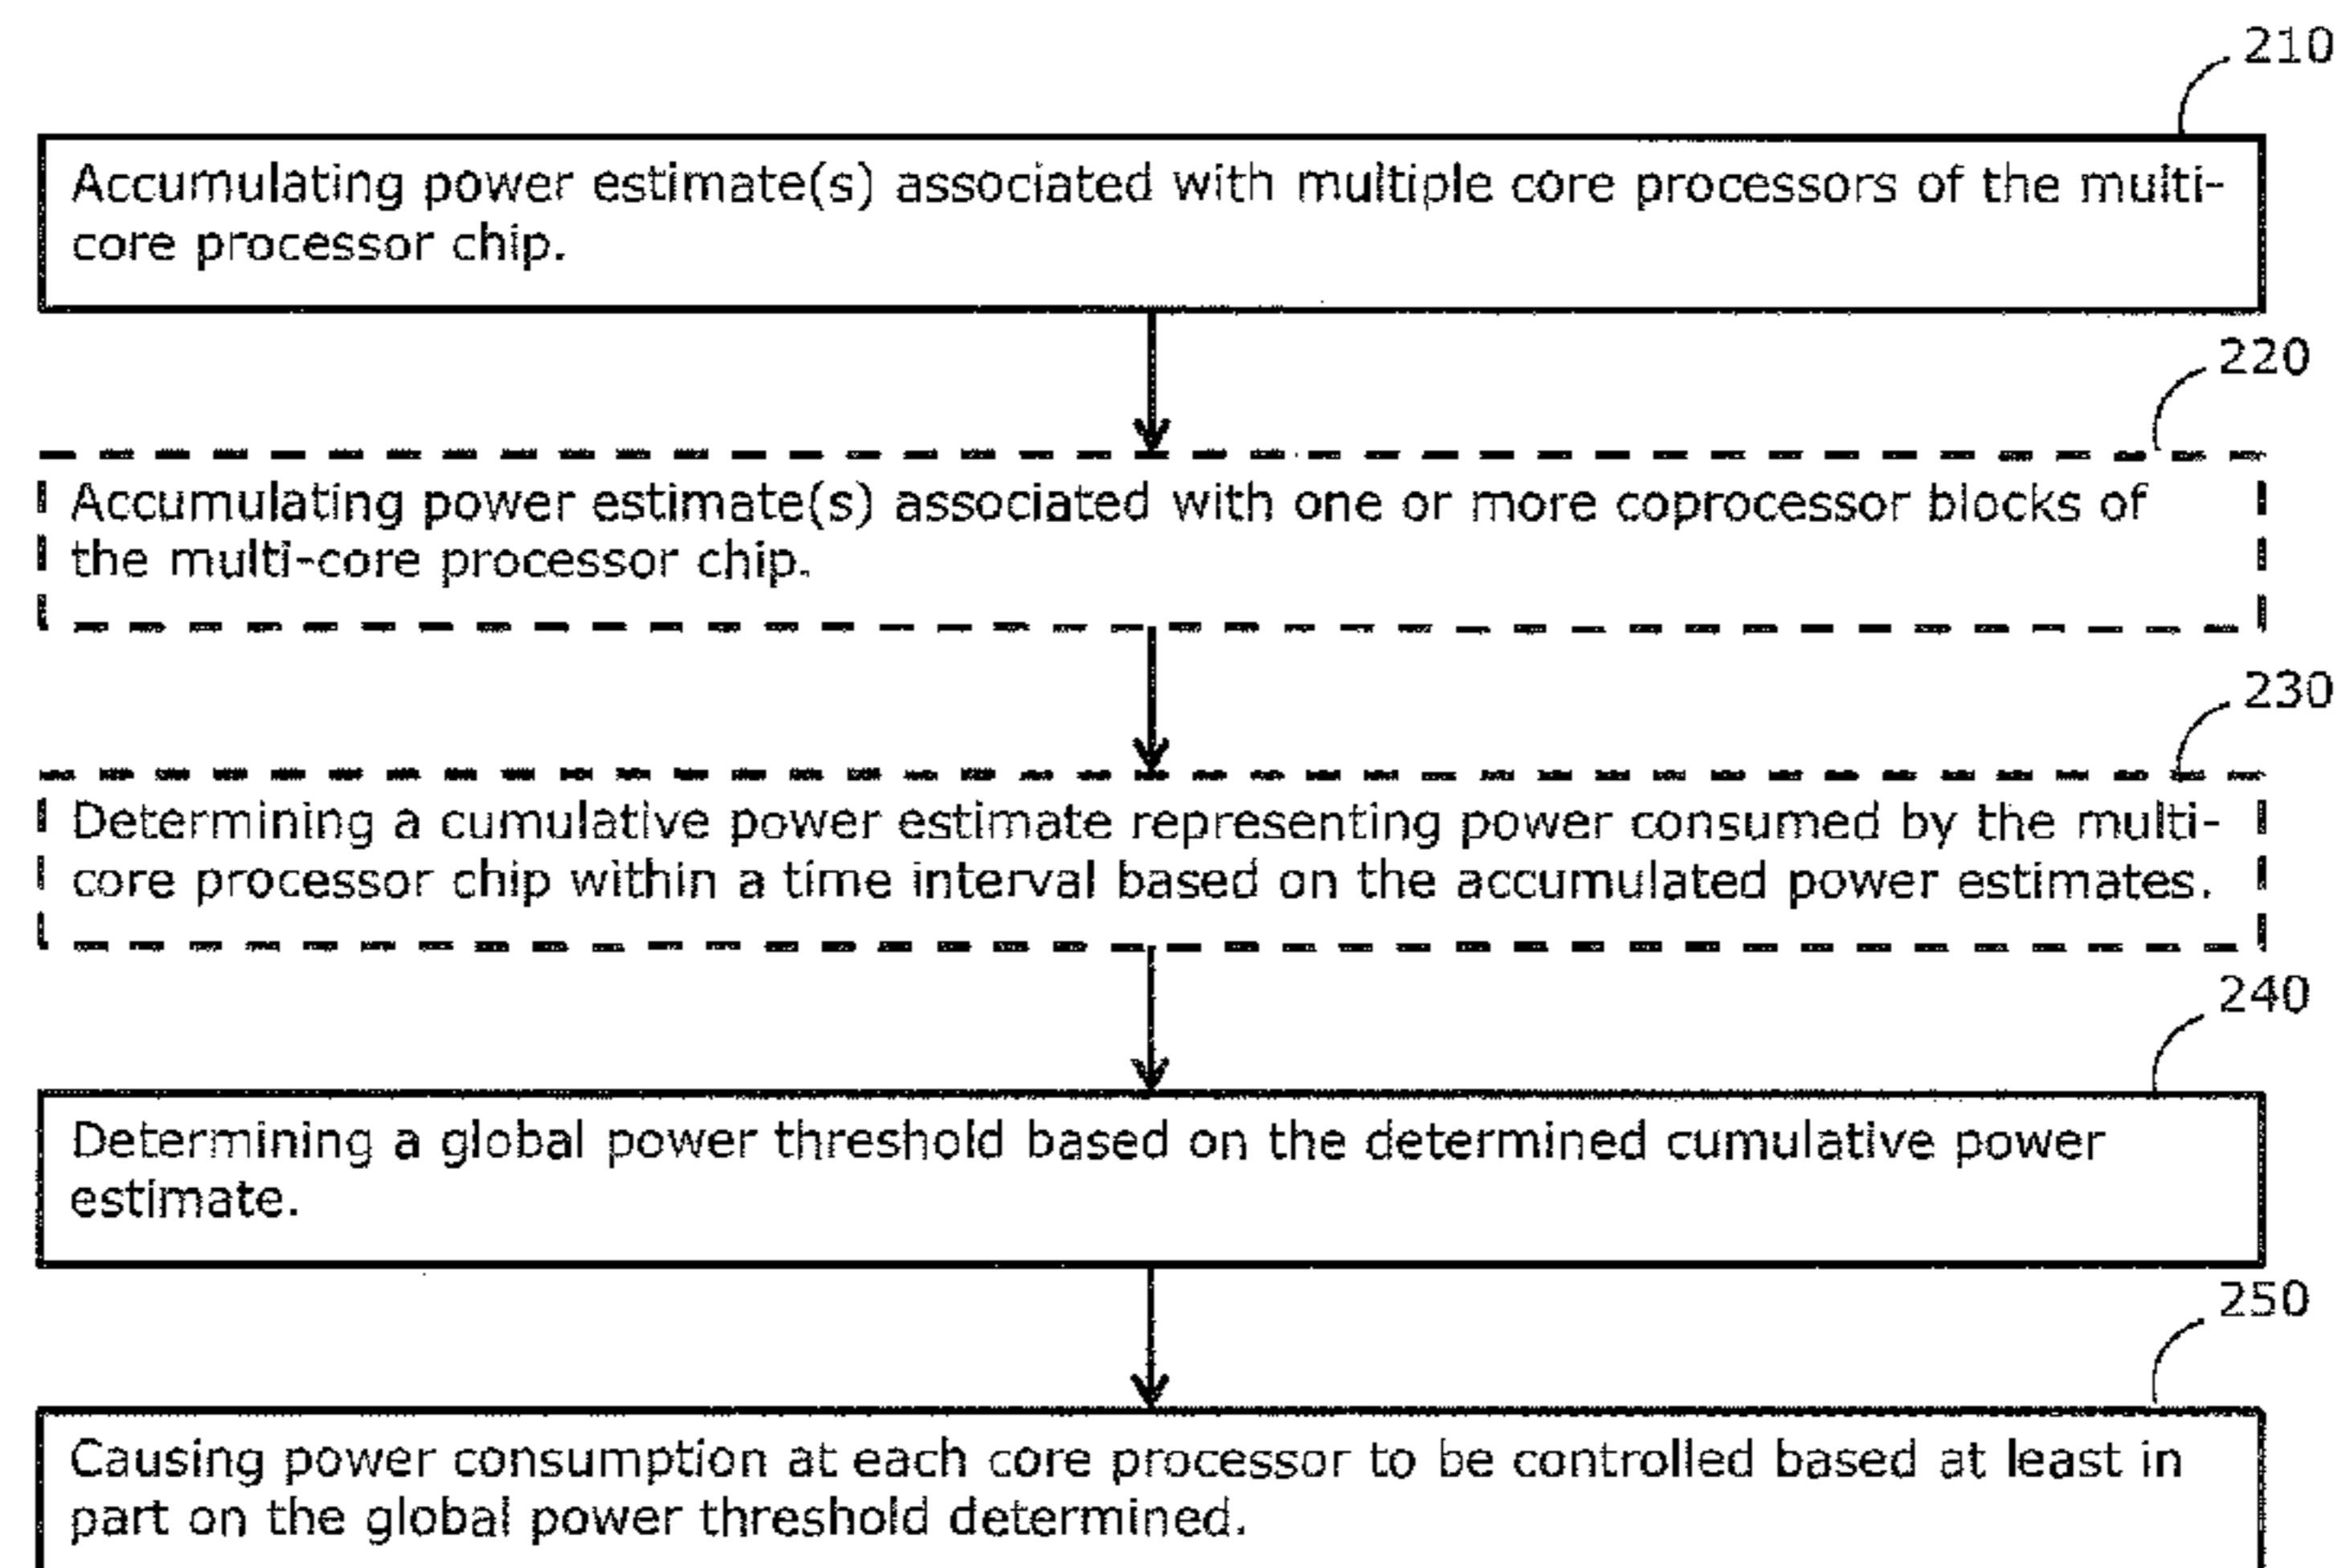 210
Accumulating power estimate(s) associated with multiple core processors of the multi-
core processor chip.
220
Accumulating power estimate(s) associated with one or more coprocessor blocks of
the multi-core processor chip.
230
Determining a cumulative power estimate representing power consumed by the multi-
core processor chip within a time interval based on the accumulated power estimates.
240
Determining a global power threshold based on the determined cumulative power
estimate.
250
Causing power consumption at each core processor to be controlled based at least in
part on the global power threshold determined.